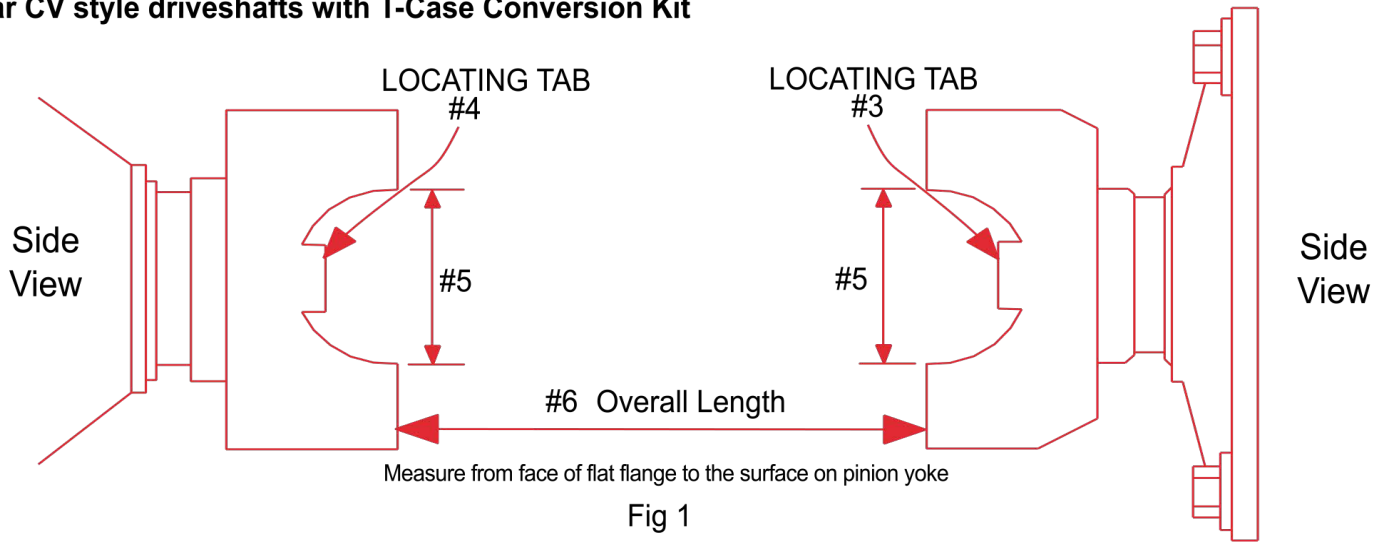 CV style driveshafts with T-Case Conversion Kit
LOCATING TAB
#4
LOCATING TAB
#3
Side
View
#5
#5
Side
View
#6 Overall Length
Measure from face of flat flange to the surface on pinion yoke
Fig 1